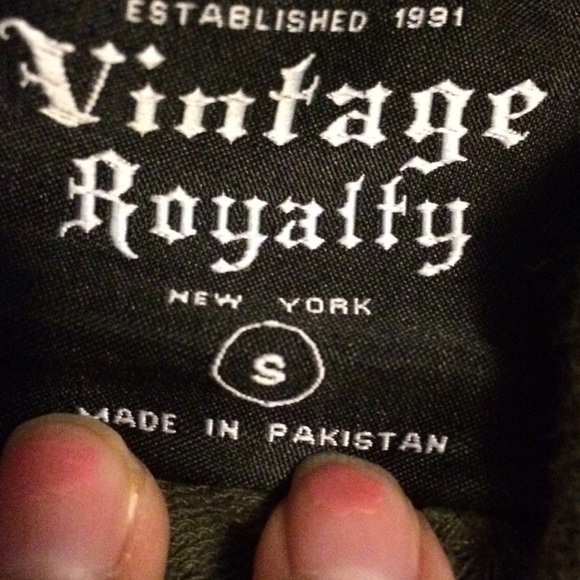 ESTABLISHED 1991
Vintage
Royalty
NEW YORK
S
MADE IN PAKISTAN